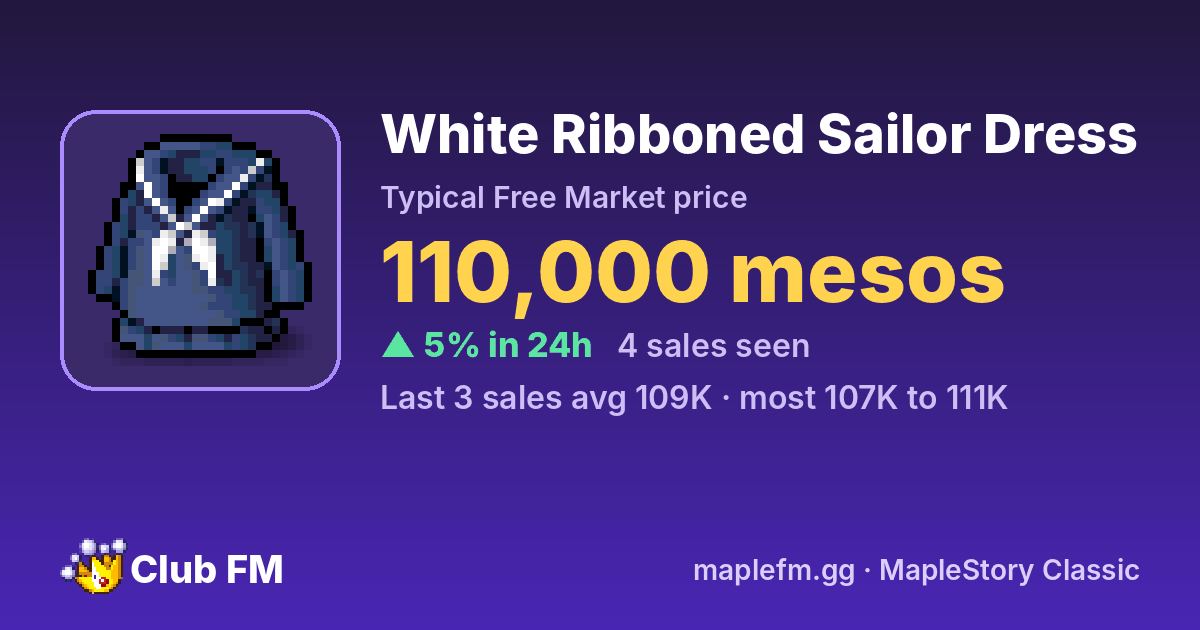 White Ribboned Sailor Dress
Typical Free Market price
110,000 mesos
▲ 5% in 24h 4 sales seen
Last 3 sales avg 109K · most 107K to 111K
Club FM
maplefm.gg · MapleStory Classic